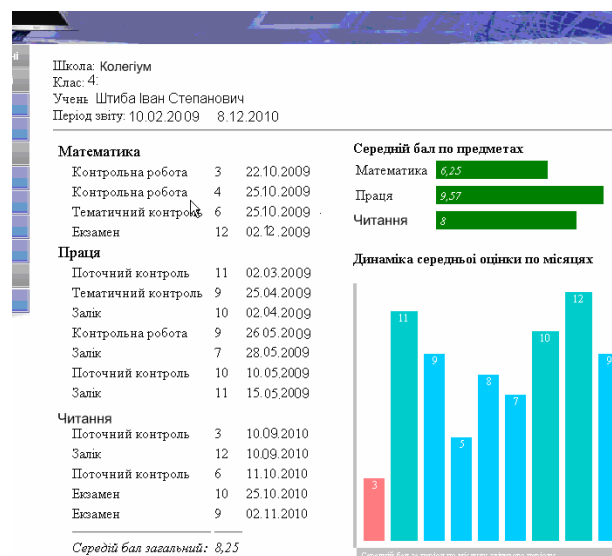 ні
Школа: Колегіум
Клас: 4:
Учень Штиба Іван Степанович
Період звіту: 10.02.2009 8.12.2010
Математика
Контрольна робота 3 22.10.2009
Контрольна робота 4 25.10.2009
Тематичний контроль 6 25.10.2009
Екзамен 12 02.12.2009
Праця
Поточний контроль 11 02.03.2009
Тематичний контроль 9 25.04.2009
Залік 10 02.04.2009
Контрольна робота 9 26 05.2009
Залік 7 28.05.2009
Поточний контроль 10 10.05.2009
Залік 11 15.05.2009
Читання
Поточний контроль 3 10.09.2010
Залік 12 10.09.2010
Поточний контроль 6 11.10.2010
Екзамен 10 25.10.2010
Екзамен 9 02.11.2010
Середій бал загальний: 8,25
Середній бал по предметах
Математика 6,25
Праця 9,57
Читання 8
Динаміка середньої оцінки по місяцях
3
11
9
5
8
7
10
12
9